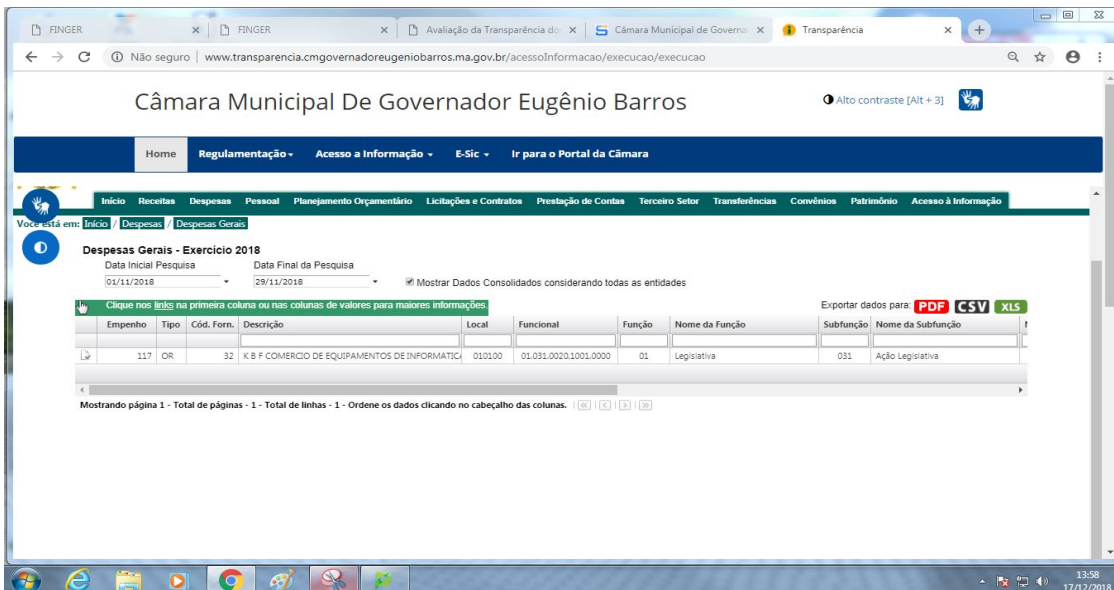 FINGER
FINGER
Avaliação da Transparência do
Câmara Municipal de Governa
Transparência
Não seguro | www.transparencia.cmgovernadoreugeniobarros.ma.gov.br/acessoInformacao/execucao/execucao
Câmara Municipal De Governador Eugênio Barros
Alto contraste [Alt + 3]
Home Regulamentação Acesso a Informação E-Sic Ir para o Portal da Câmara
Início Receitas Despesas Pessoal Planejamento Orçamentário Licitações e Contratos Prestação de Contas Terceiro Setor Transferências Convênios Patrimônio Acesso à Informação
Você está em: Início / Despesas / Despesas Gerais
Despesas Gerais - Exercício 2018
Data Inicial Pesquisa Data Final da Pesquisa
01/11/2018 29/11/2018 Mostrar Dados Consolidados considerando todas as entidades
Clique nos links na primeira coluna ou nas colunas de valores para maiores informações. Exportar dados para: PDF CSV XLS
Empenho Tipo Cód. Forn. Descrição Local Funcional Função Nome da Função Subfunção Nome da Subfunção
117 OR 32 K B F COMERCIO DE EQUIPAMENTOS DE INFORMATICA 010100 01.031.0020.1001.0000 01 Legislativa 031 Ação Legislativa
Mostrando página 1 - Total de páginas - 1 - Total de linhas - 1 - Ordene os dados clicando no cabeçalho das colunas.
13:58
17/12/2018